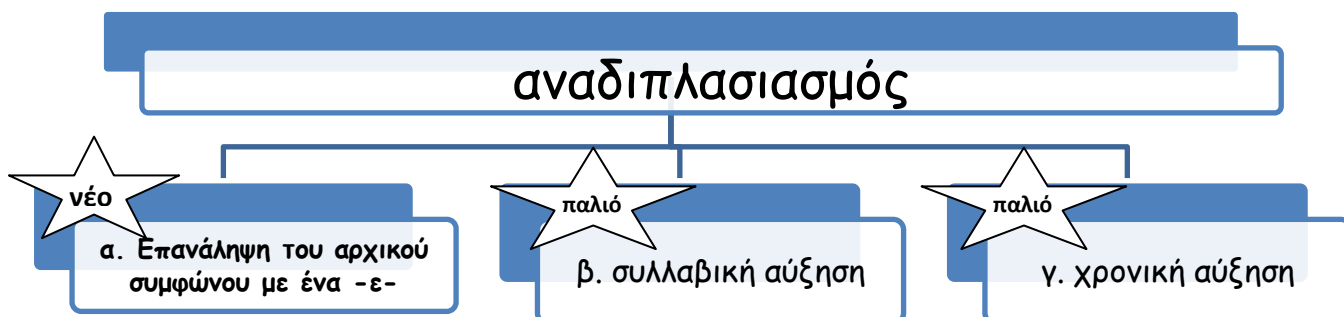 αναδιπλασιασμός
νέο
παλιό
παλιό
α. Επανάληψη του αρχικού
συμφώνου με ένα -ε-
β. συλλαβική αύξηση
γ. χρονική αύξηση